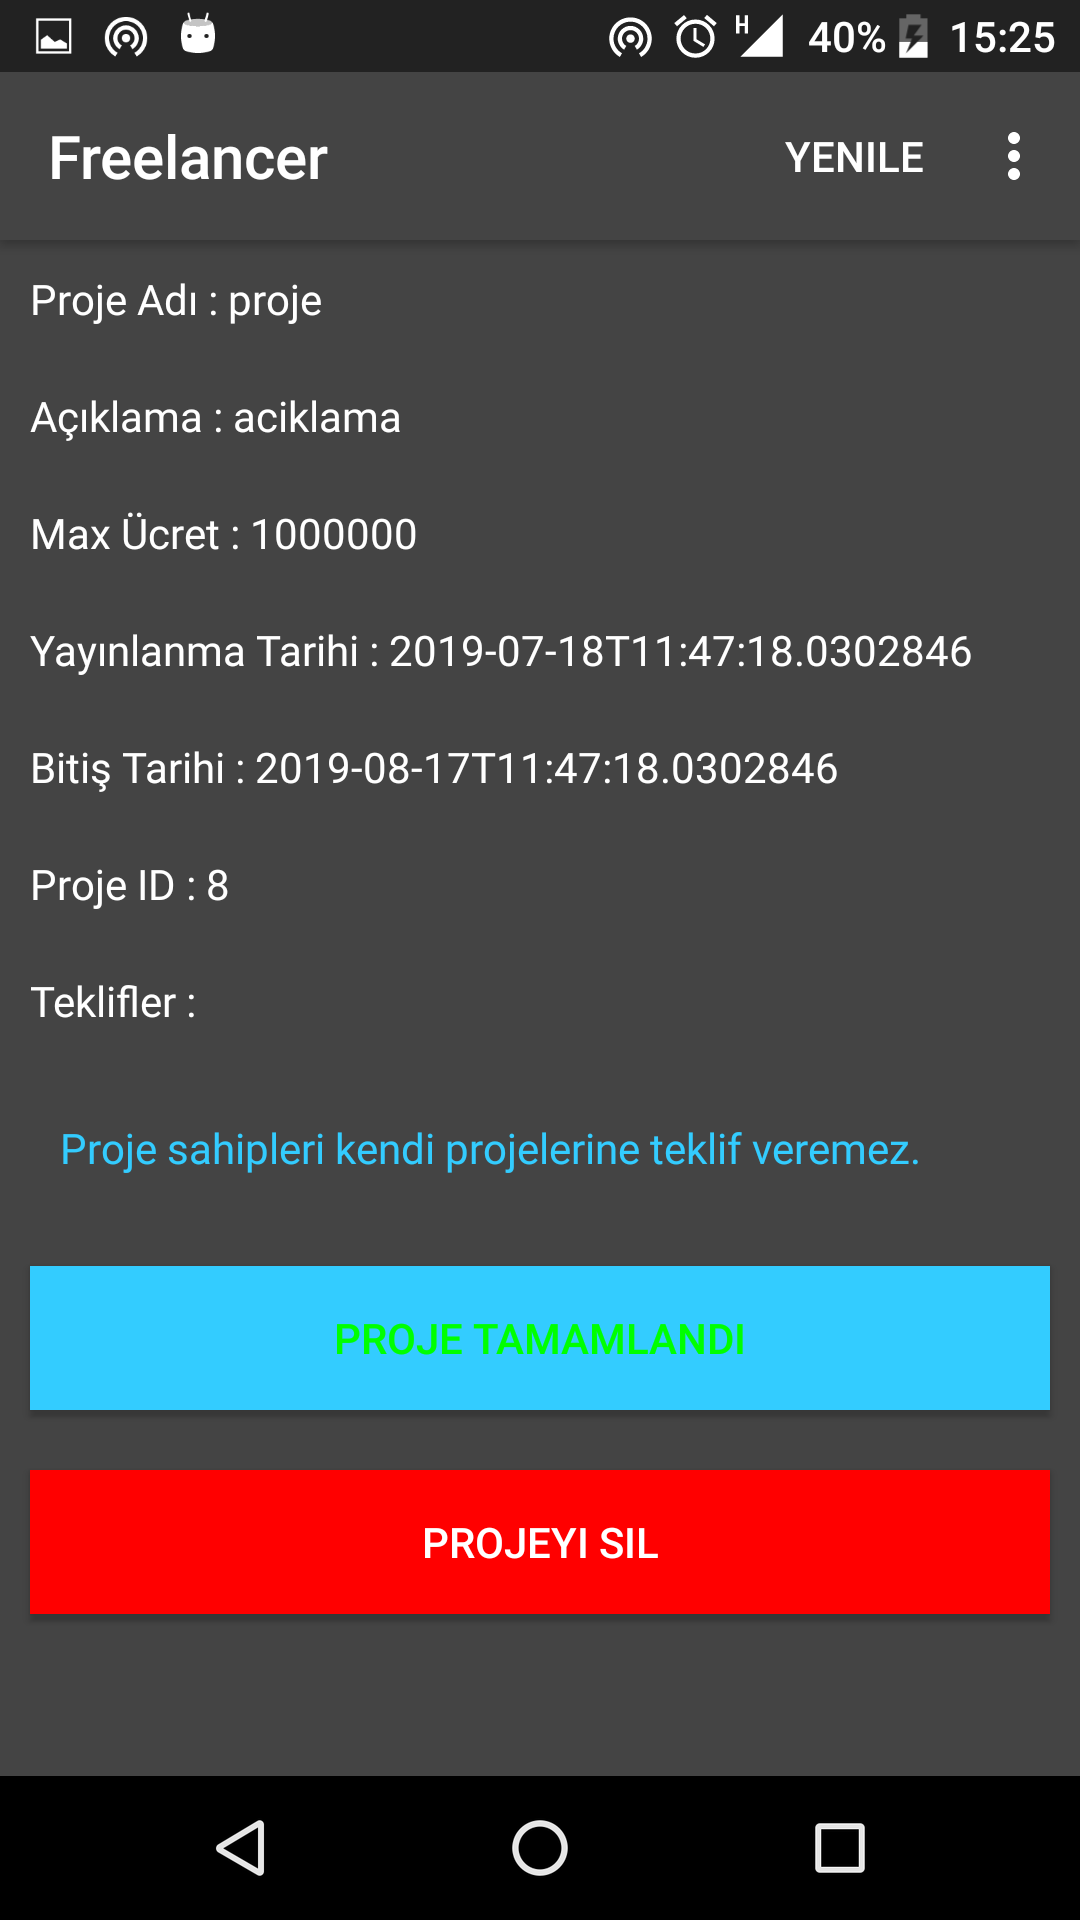 H 40% 15:25
Freelancer YENILE
Proje Adı : proje
Açıklama : aciklama
Max Ücret : 1000000
Yayınlanma Tarihi : 2019-07-18T11:47:18.0302846
Bitiş Tarihi : 2019-08-17T11:47:18.0302846
Proje ID : 8
Teklifler :
Proje sahipleri kendi projelerine teklif veremez.
PROJE TAMAMLANDI
PROJEYI SIL